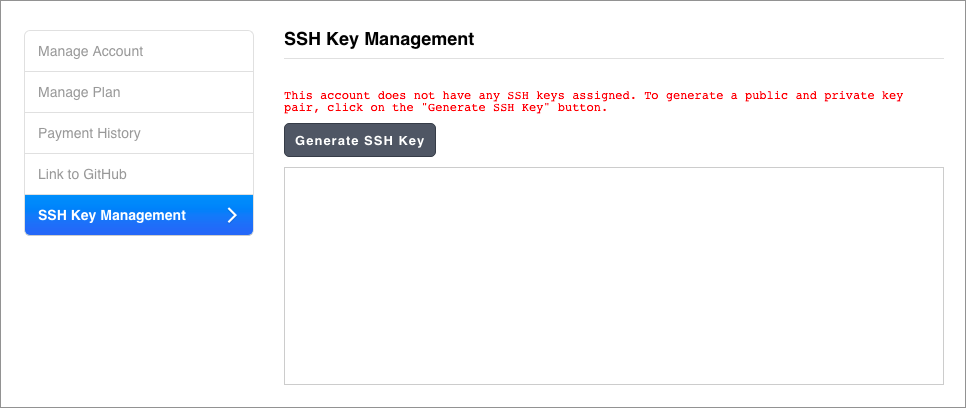 Manage Account
Manage Plan
Payment History
Link to GitHub
SSH Key Management
SSH Key Management
This account does not have any SSH keys assigned. To generate a public and private key
pair, click on the "Generate SSH Key" button.
Generate SSH Key